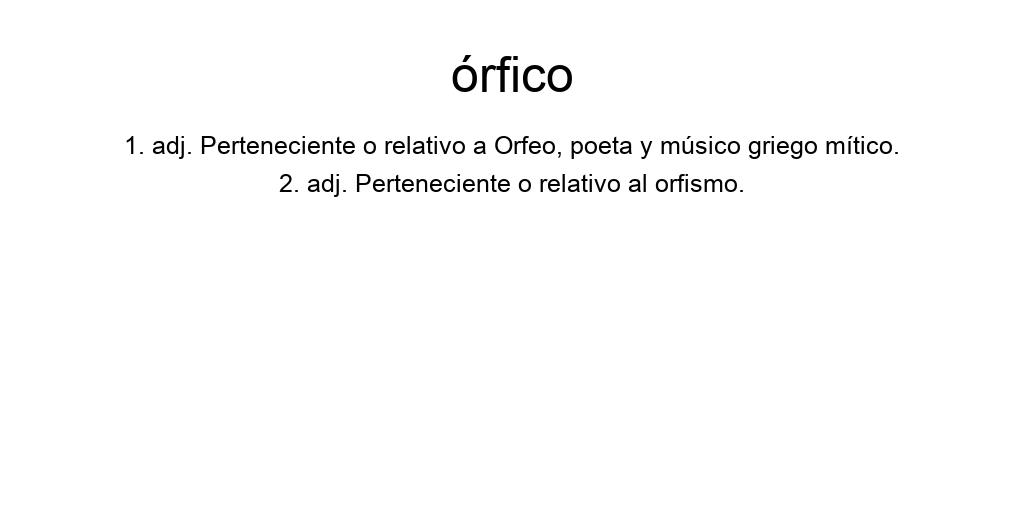 órfico
1. adj. Perteneciente o relativo a Orfeo, poeta y músico griego mítico.
2. adj. Perteneciente o relativo al orfismo.